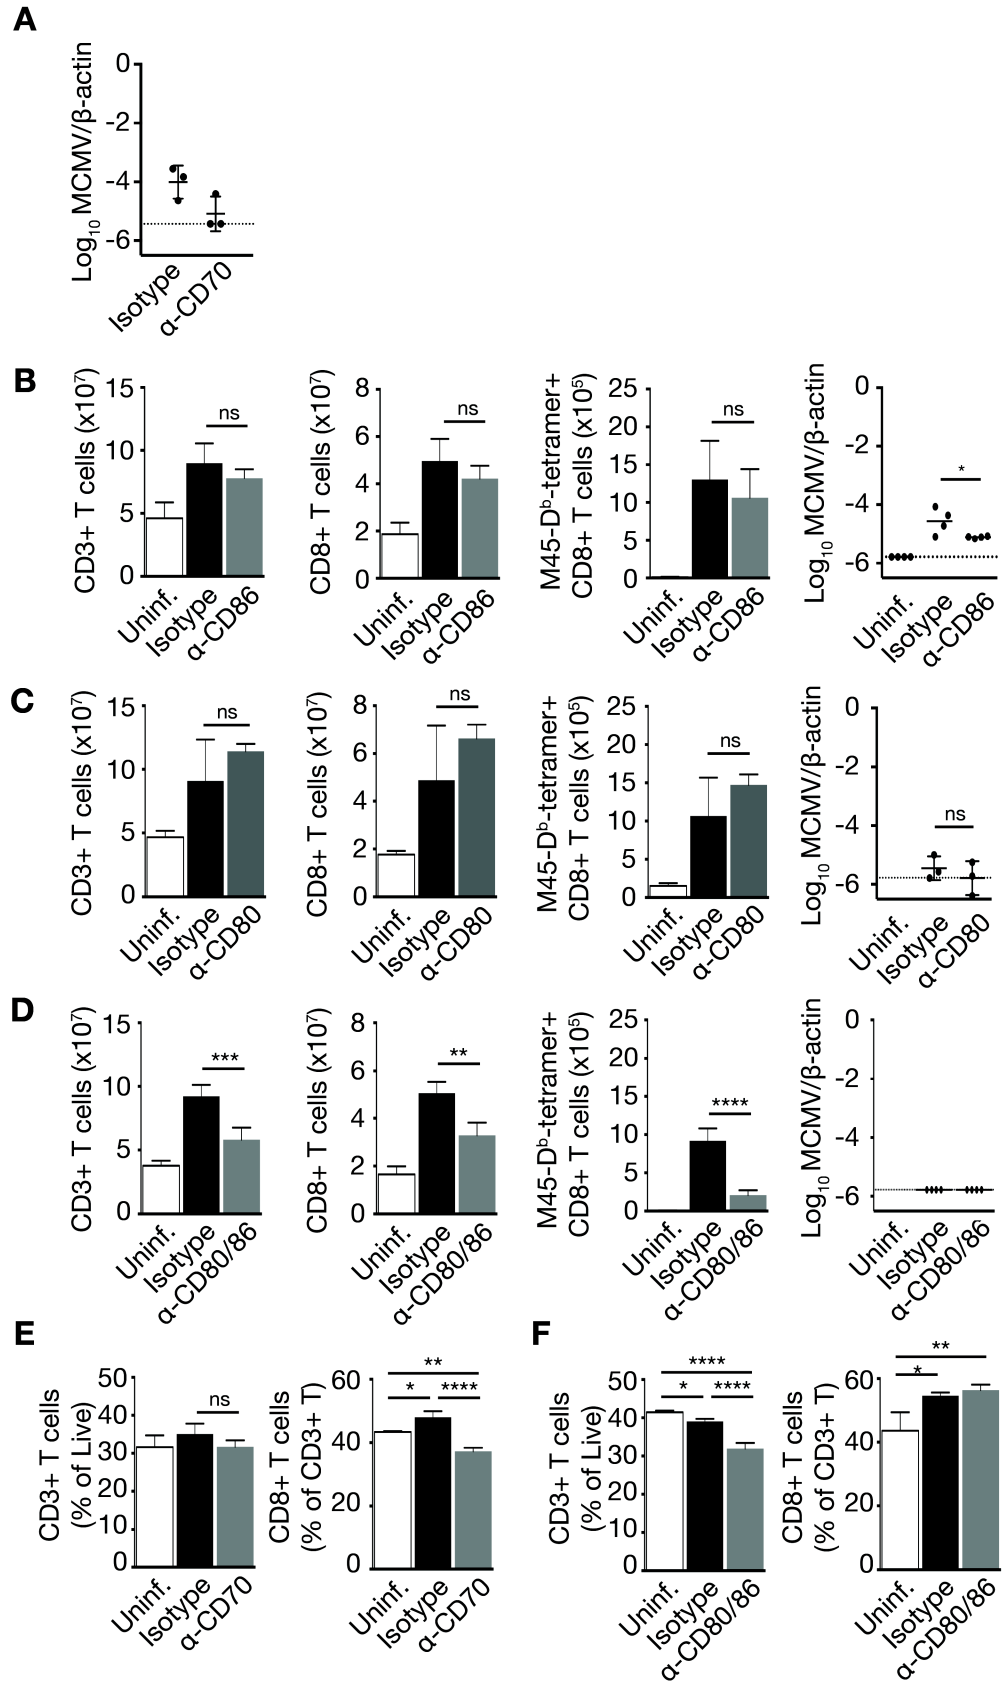 A
Log10 MCMV/β-actin
0
-2
-4
-6
Isotype
α-CD70
B
CD3+ T cells (x10⁷)
15
10
5
0
ns
Uninf.
Isotype
α-CD86
CD8+ T cells (x10⁷)
8
6
4
2
0
ns
Uninf.
Isotype
α-CD86
M45-Dᵇ-tetramer+
CD8+ T cells (x10⁵)
25
20
15
10
5
0
ns
Uninf.
Isotype
α-CD86
Log10 MCMV/β-actin
0
-2
-4
-6
*
Uninf.
Isotype
α-CD86
C
CD3+ T cells (x10⁷)
15
10
5
0
ns
Uninf.
Isotype
α-CD80
CD8+ T cells (x10⁷)
8
6
4
2
0
ns
Uninf.
Isotype
α-CD80
M45-Dᵇ-tetramer+
CD8+ T cells (x10⁵)
25
20
15
10
5
0
ns
Uninf.
Isotype
α-CD80
Log10 MCMV/β-actin
0
-2
-4
-6
ns
Uninf.
Isotype
α-CD80
D
CD3+ T cells (x10⁷)
15
10
5
0
***
Uninf.
Isotype
α-CD80/86
CD8+ T cells (x10⁷)
8
6
4
2
0
**
Uninf.
Isotype
α-CD80/86
M45-Dᵇ-tetramer+
CD8+ T cells (x10⁵)
25
20
15
10
5
0
****
Uninf.
Isotype
α-CD80/86
Log10 MCMV/β-actin
0
-2
-4
-6
Uninf.
Isotype
α-CD80/86
E
CD3+ T cells
(% of Live)
50
40
30
20
10
0
ns
Uninf.
Isotype
α-CD70
CD8+ T cells
(% of CD3+ T)
60
40
20
0
**
* ****
Uninf.
Isotype
α-CD70
F
CD3+ T cells
(% of Live)
50
40
30
20
10
0
****
* ****
Uninf.
Isotype
α-CD80/86
CD8+ T cells
(% of CD3+ T)
60
40
20
0
**
*
Uninf.
Isotype
α-CD80/86